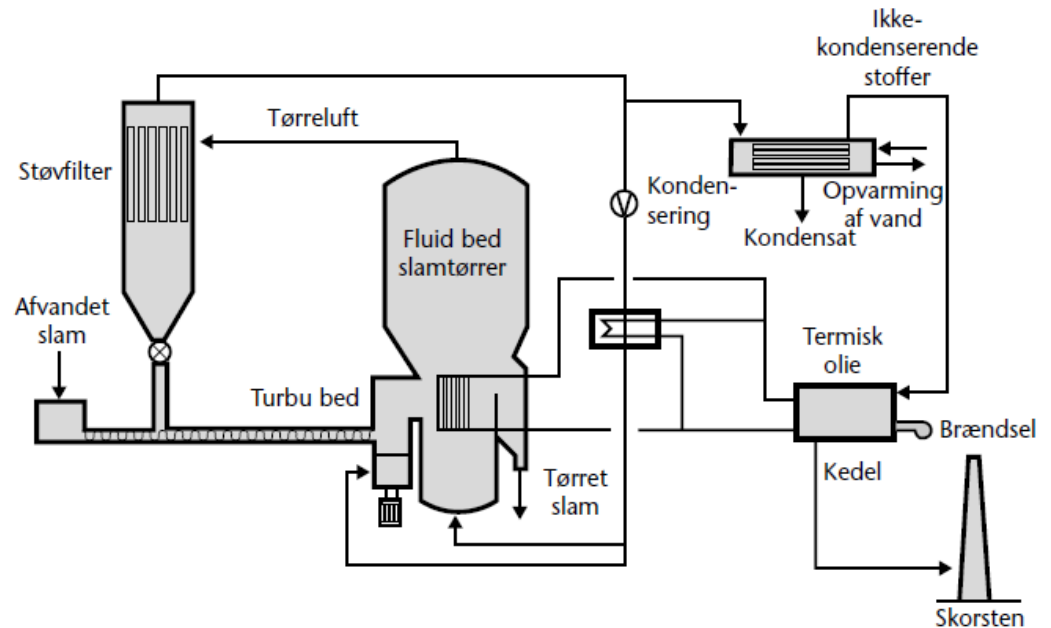 Ikke-
kondenserende
stoffer
Tørreluft
Støvfilter
Konden-
sering
Opvarming
af vand
Kondensat
Fluid bed
slamtørrer
Afvandet
slam
Termisk
olie
Turbu bed
Brændsel
Kedel
Tørret
slam
Skorsten